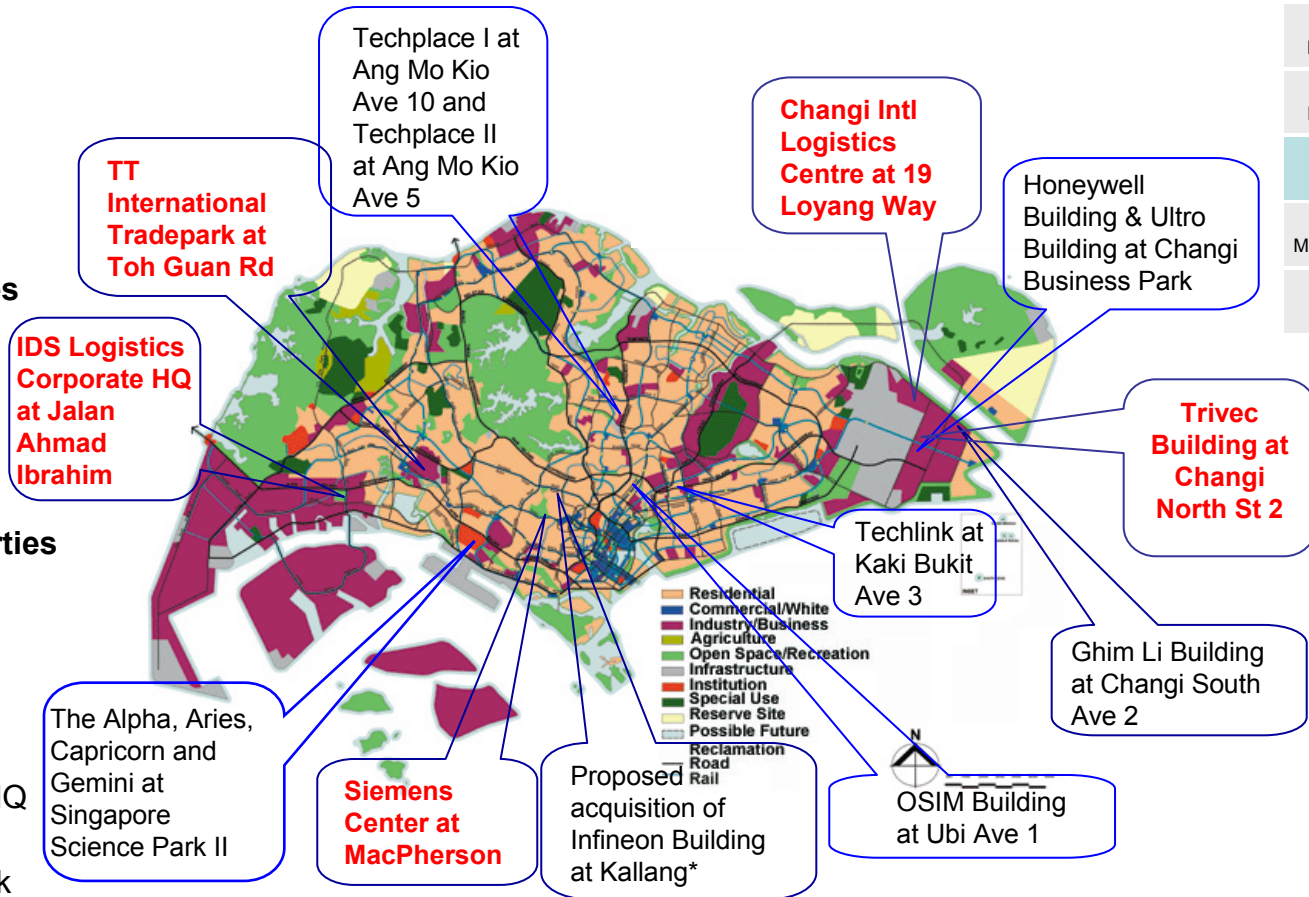 Techplace I at
Ang Mo Kio
Ave 10 and
Techplace II
at Ang Mo Kio
Ave 5
TT
International
Tradepark at
Toh Guan Rd
Changi Intl
Logistics
Centre at 19
Loyang Way
Honeywell
Building & Ultro
Building at Changi
Business Park
M
IDS Logistics
Corporate HQ
at Jalan
Ahmad
Ibrahim
Trivec
Building at
Changi
North St 2
Techlink at
Kaki Bukit
Ave 3
INSET
Residential
Commercial/White
Industry/Business
Agriculture
Open Space/Recreation
Infrastructure
Institution
Special Use
Reserve Site
Possible Future
Reclamation
Road
Rail
Ghim Li Building
at Changi South
Ave 2
The Alpha, Aries,
Capricorn and
Gemini at
Singapore
Science Park II
Siemens
Center at
MacPherson
Proposed
acquisition of
Infineon Building
at Kallang*
N
OSIM Building
at Ubi Ave 1